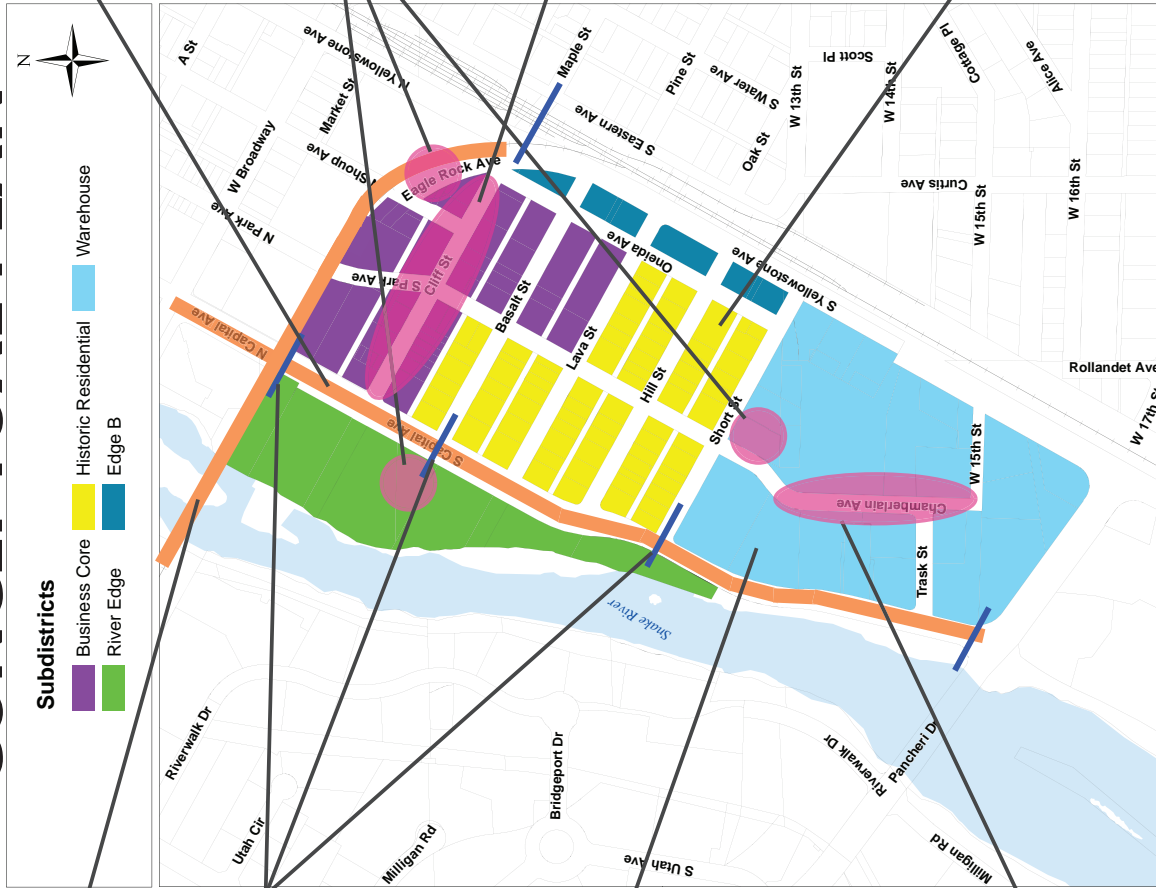 Subdistricts
Business Core
Historic Residential
Warehouse
River Edge
Edge B
N
A St
N Yellowstone Ave
Market St
W Broadway
Shoup Ave
N Park Ave
Eagle Rock Ave
Maple St
S Eastern Ave
Pine St
S Water Ave
Oak St
W 13th St
Scott Pl
W 14th St
Cottage Pl
Alice Ave
Curtis Ave
W 15th St
W 16th St
Rollandet Ave
W 17th St
N Capital Ave
S Park Ave
Cliff St
Basalt St
Oneida Ave
S Yellowstone Ave
Lava St
Hill St
Short St
S Capital Ave
W 15th St
Chamberlain Ave
Trask St
Snake River
Riverwalk Dr
Utah Cir
Milligan Rd
Bridgeport Dr
S Utah Ave
Riverwalk Dr
Pancheri Dr
Milligan Rd